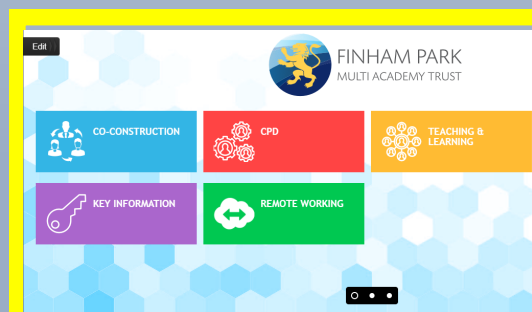 Edit
FINHAM PARK
MULTI ACADEMY TRUST
CO-CONSTRUCTION
CPD
TEACHING &
LEARNING
KEY INFORMATION
REMOTE WORKING